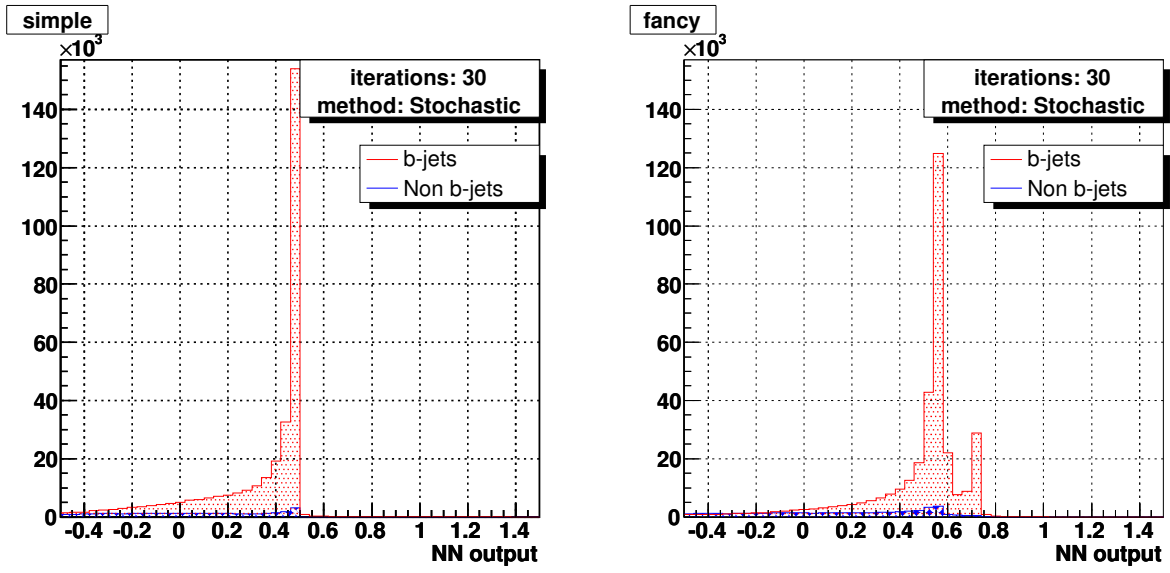 simple
×10³
iterations: 30
method: Stochastic
b-jets
Non b-jets
140
120
100
80
60
40
20
0
-0.4 -0.2 0 0.2 0.4 0.6 0.8 1 1.2 1.4
NN output
fancy
×10³
iterations: 30
method: Stochastic
b-jets
Non b-jets
140
120
100
80
60
40
20
0
-0.4 -0.2 0 0.2 0.4 0.6 0.8 1 1.2 1.4
NN output